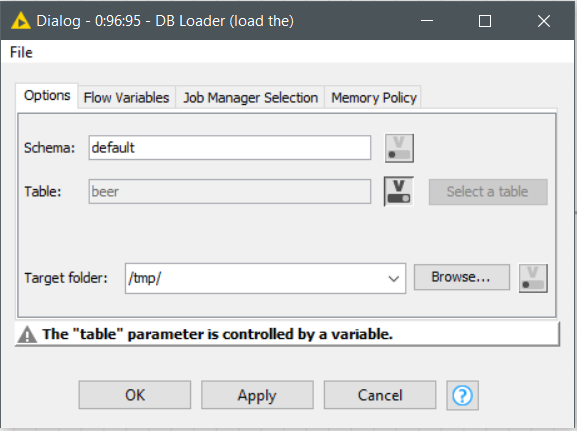 Dialog - 0:96:95 - DB Loader (load the)
File
Options Flow Variables Job Manager Selection Memory Policy
Schema: default V
Table: beer V Select a table
Target folder: /tmp/ Browse... V
The "table" parameter is controlled by a variable.
OK Apply Cancel ?